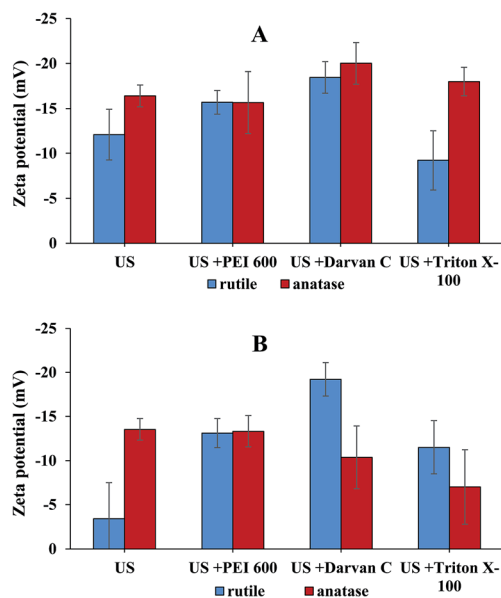 A
Zeta potential (mV)
-25
-20
-15
-10
-5
0
US
US +PEI 600
US +Darvan C
US +Triton X-
100
rutile
anatase
B
Zeta potential (mV)
-25
-20
-15
-10
-5
0
US
US +PEI 600
US +Darvan C
US +Triton X-
100
rutile
anatase